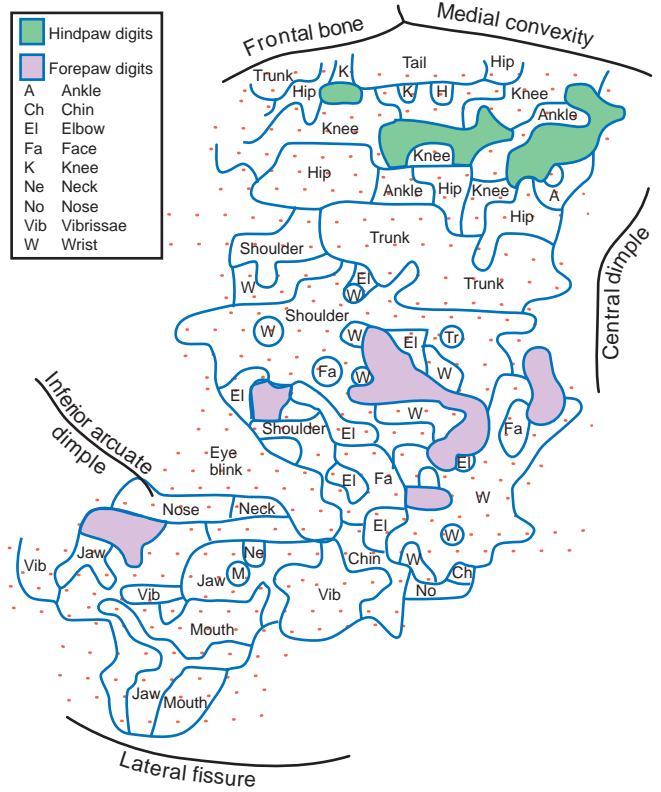 Hindpaw digits
Forepaw digits
A Ankle
Ch Chin
El Elbow
Fa Face
K Knee
Ne Neck
No Nose
Vib Vibrissae
W Wrist
Frontal bone
Medial convexity
Trunk
K
Tail
Hip
Hip
K
H
Knee
Knee
Ankle
Knee
Hip
Ankle
Hip
Knee
A
Hip
Shoulder
Trunk
W
El
W
Trunk
Central dimple
Shoulder
W
W
El
Tr
Fa
W
W
El
W
Shoulder
El
Fa
Inferior arcuate
dimple
Eye
blink
El
Fa
El
W
Nose
Neck
El
W
Vib
Jaw
Ne
Chin
W
Jaw
M
Ch
Vib
Vib
No
Mouth
Jaw
Mouth
Lateral fissure